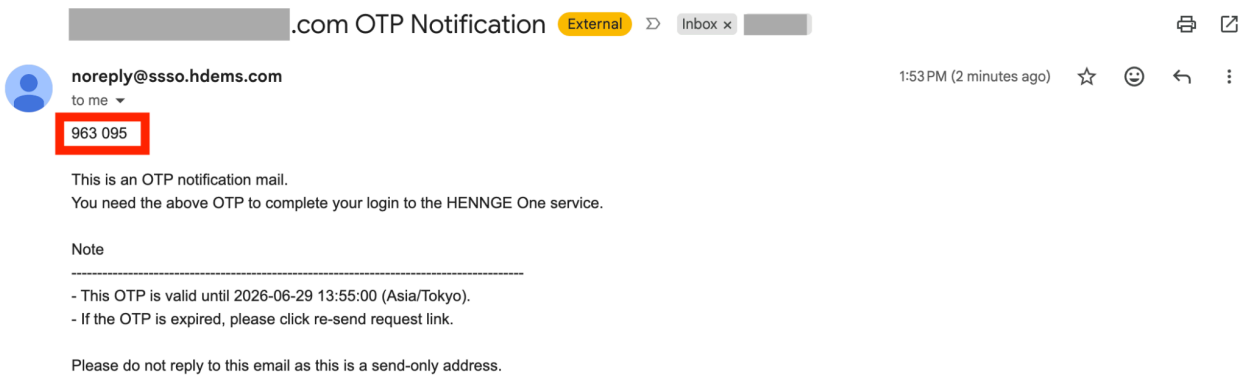 .com OTP Notification External Inbox ×
noreply@ssso.hdems.com 1:53 PM (2 minutes ago)
to me
963 095
This is an OTP notification mail.
You need the above OTP to complete your login to the HENNGE One service.
Note
------------------------------------------------------------------------------------------
- This OTP is valid until 2026-06-29 13:55:00 (Asia/Tokyo).
- If the OTP is expired, please click re-send request link.
Please do not reply to this email as this is a send-only address.